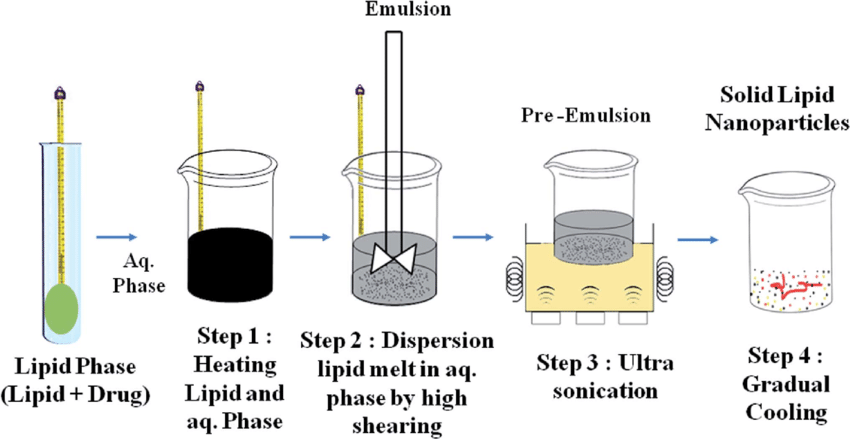 Emulsion
Pre -Emulsion
Solid Lipid
Nanoparticles
Aq.
Phase
Lipid Phase
(Lipid + Drug)
Step 1 :
Heating
Lipid and
aq. Phase
Step 2 : Dispersion
lipid melt in aq.
phase by high
shearing
Step 3 : Ultra
sonication
Step 4 :
Gradual
Cooling